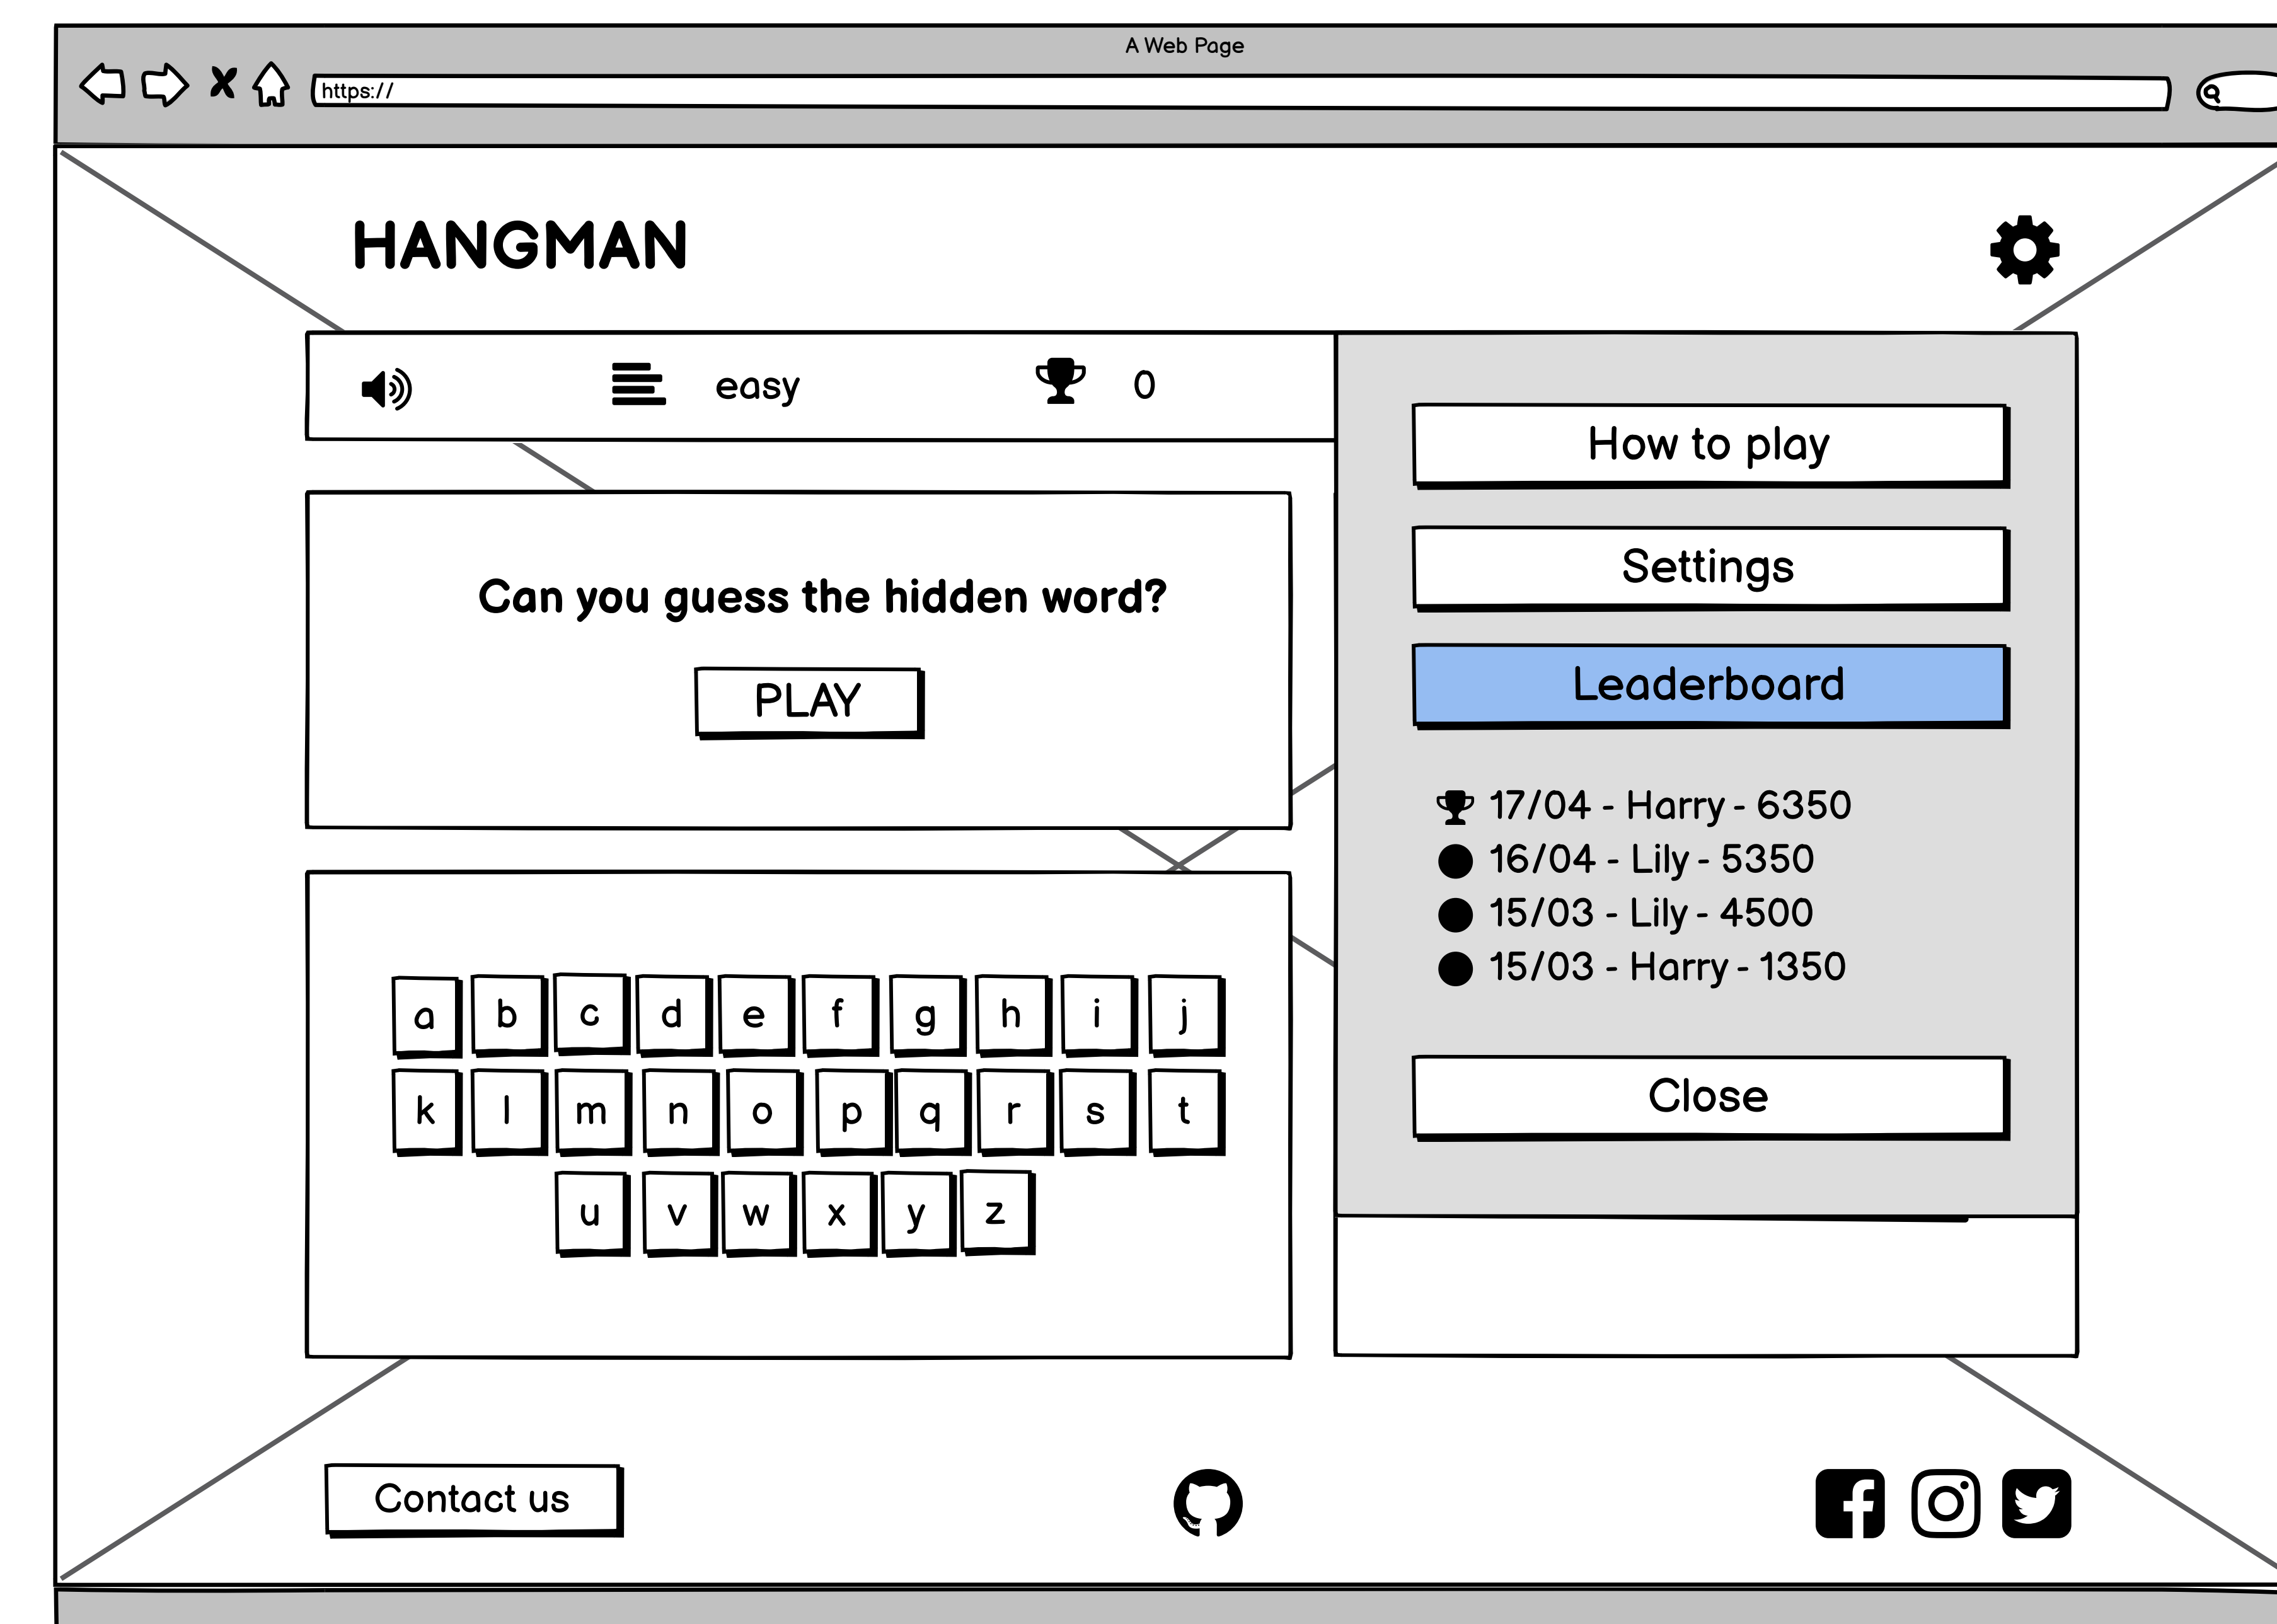 A Web Page
https://
HANGMAN
easy
0
Can you guess the hidden word?
PLAY
a b c d e f g h i j
k l m n o p q r s t
u v w x y z
How to play
Settings
Leaderboard
17/04 - Harry - 6350
16/04 - Lily - 5350
15/03 - Lily - 4500
15/03 - Harry - 1350
Close
Contact us